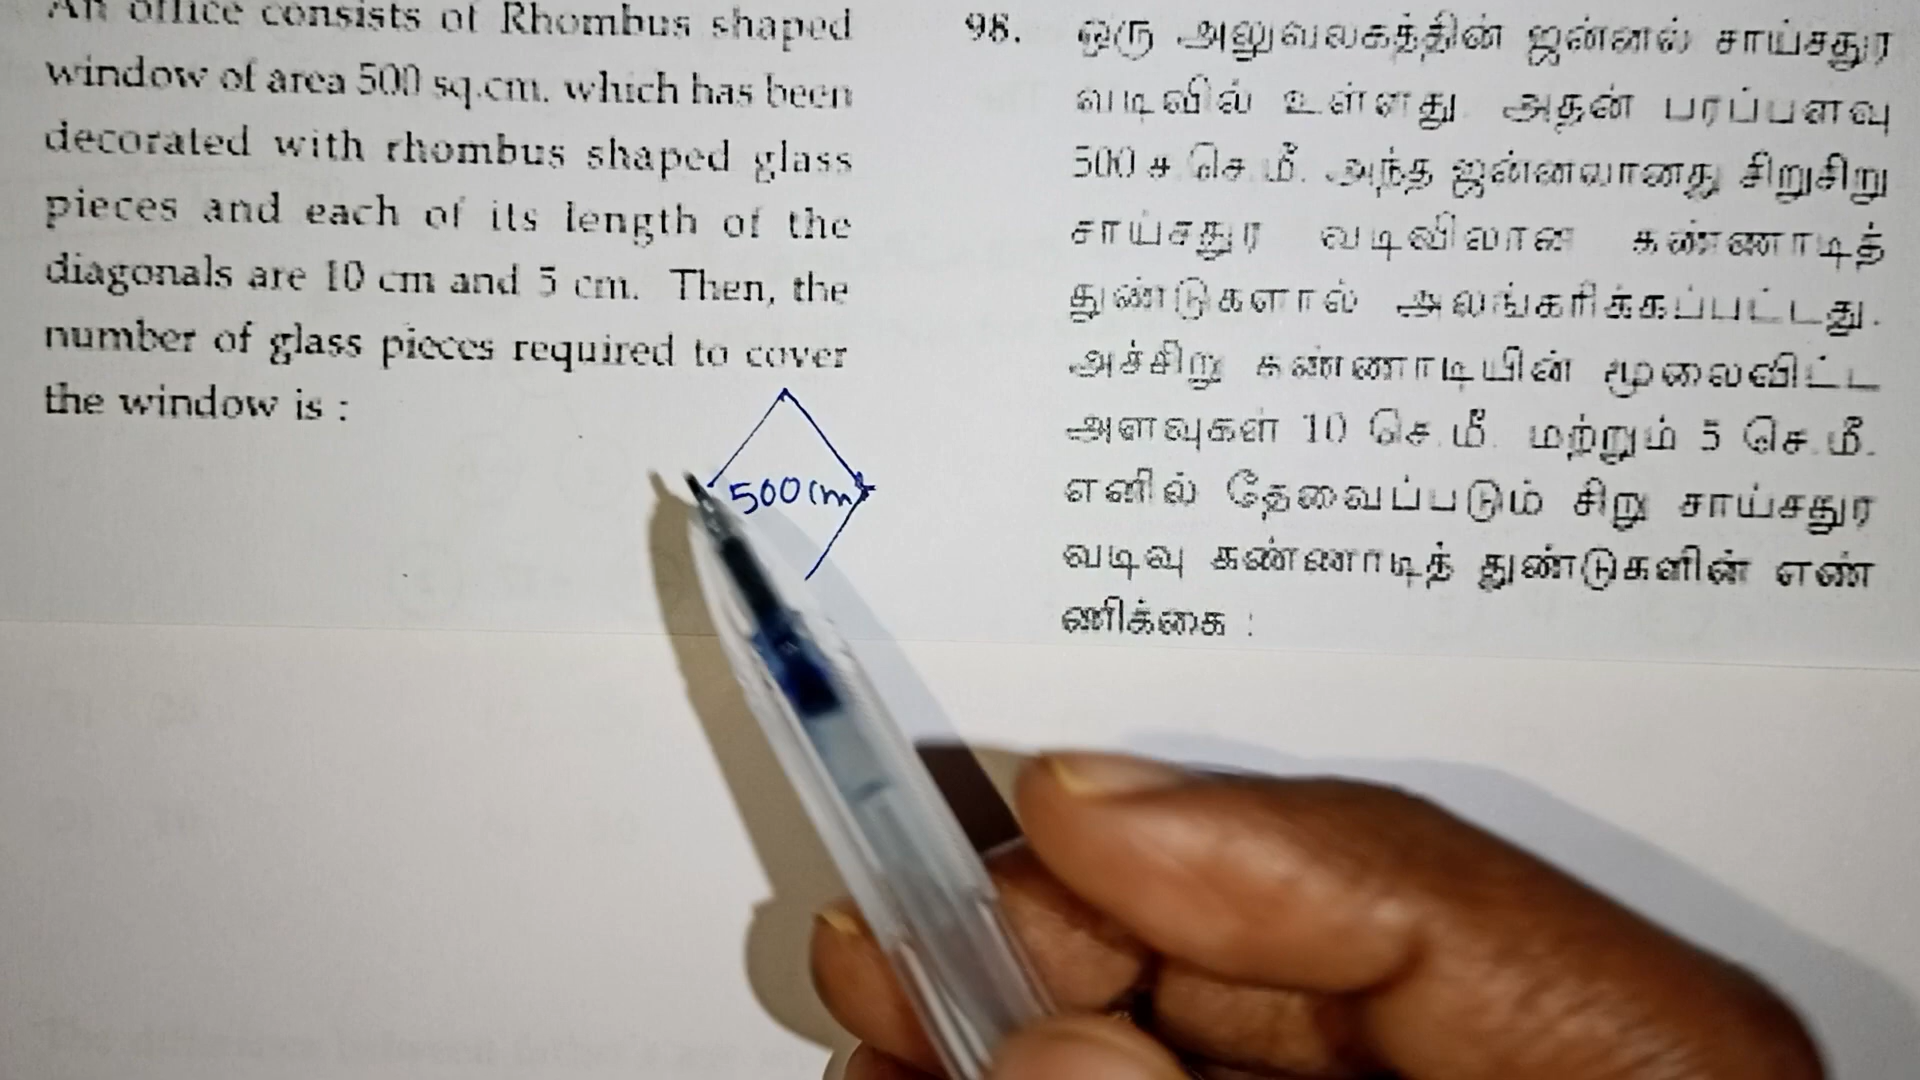 An office consists of Rhombus shaped
window of area 500 sq.cm. which has been
decorated with rhombus shaped glass
pieces and each of its length of the
diagonals are 10 cm and 5 cm. Then, the
number of glass pieces required to cover
the window is :
500 cm
98. ஒரு அலுவலகத்தின் ஜன்னல் சாய்சதுர
வடிவில் உள்ளது. அதன் பரப்பளவு
500 ச.செ.மீ. அந்த ஜன்னலானது சிறுசிறு
சாய்சதுர வடிவிலான கண்ணாடித்
துண்டுகளால் அலங்கரிக்கப்பட்டது.
அச்சிறு கண்ணாடியின் மூலைவிட்ட
அளவுகள் 10 செ.மீ. மற்றும் 5 செ.மீ.
எனில் தேவைப்படும் சிறு சாய்சதுர
வடிவு கண்ணாடித் துண்டுகளின் எண்
ணிக்கை :